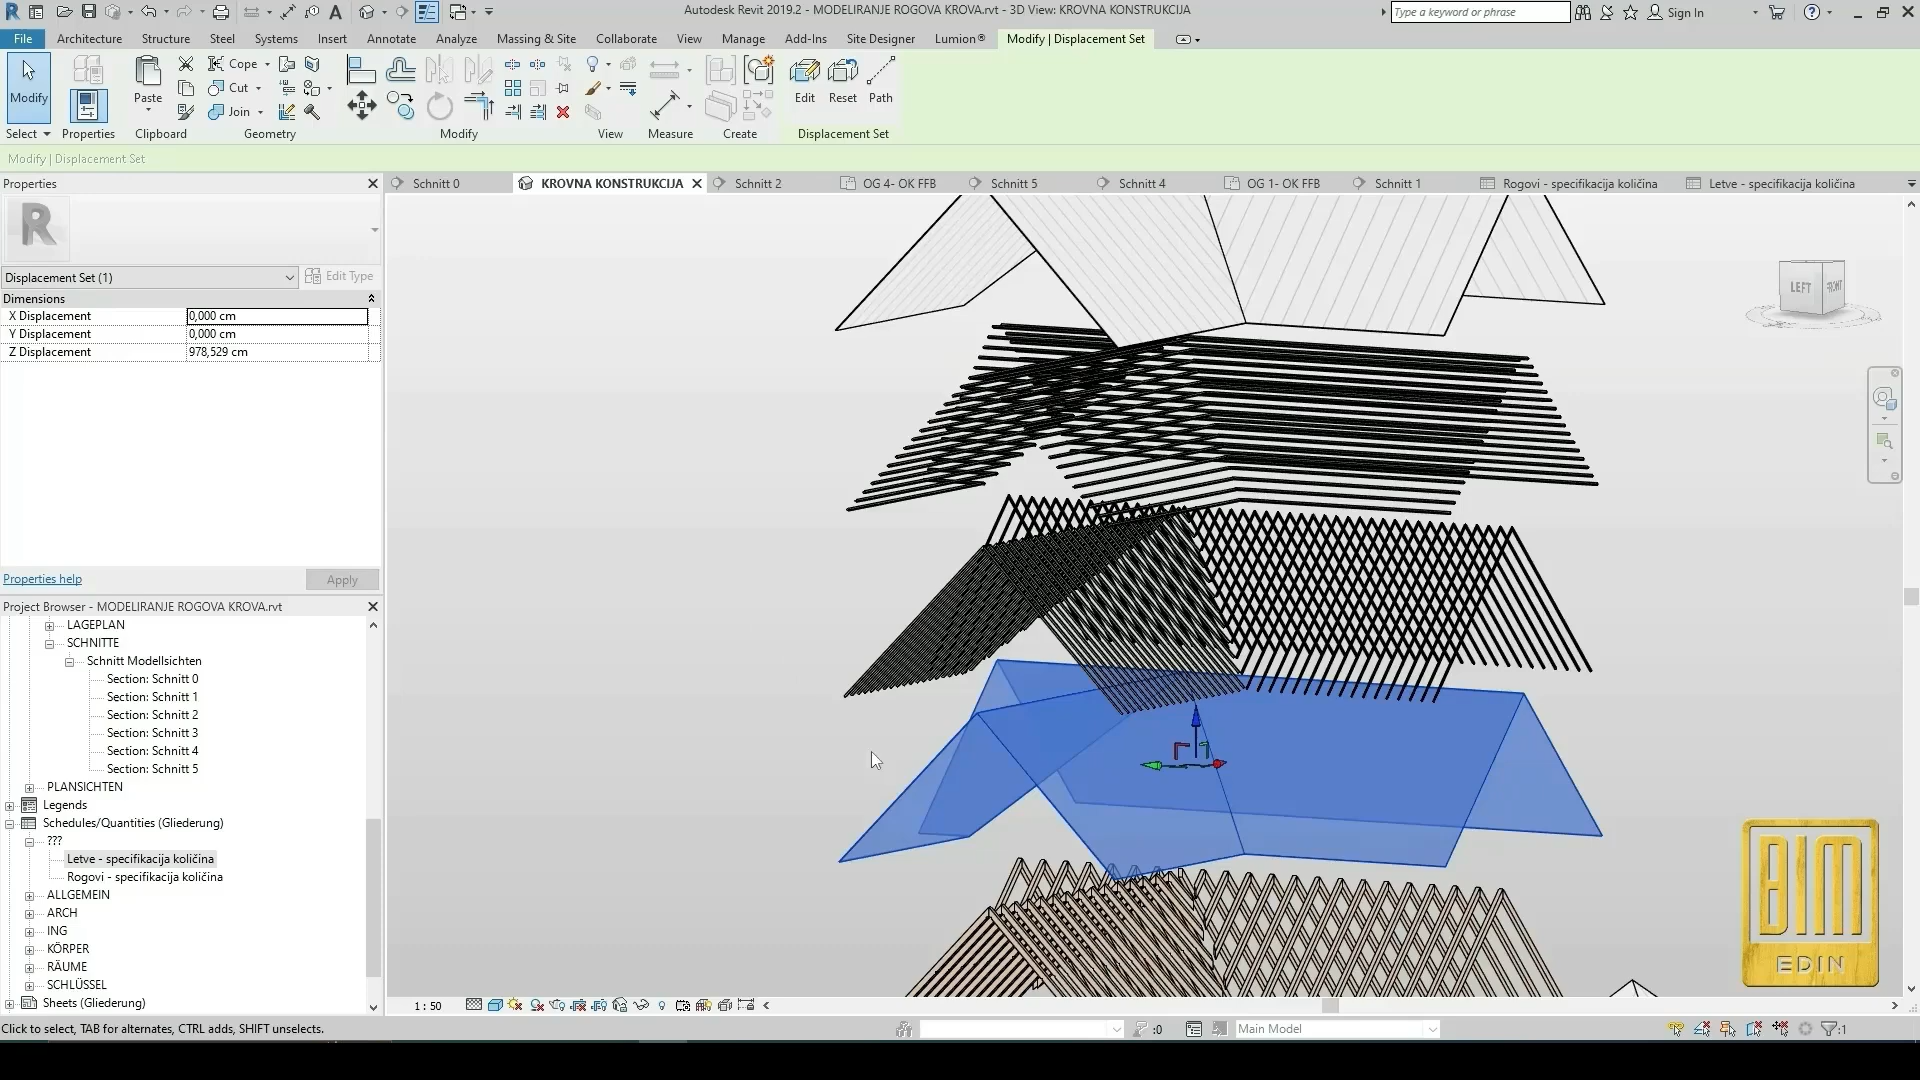 Autodesk Revit 2019.2 - MODELIRANJE ROGOVA KROVA.rvt - 3D View: KROVNA KONSTRUKCIJA
Type a keyword or phrase
Sign In
File Architecture Structure Steel Systems Insert Annotate Analyze Massing & Site Collaborate View Manage Add-Ins Site Designer Lumion® Modify | Displacement Set
Modify
Paste
Cope
Cut
Join
Edit Reset Path
Select Properties Clipboard Geometry Modify View Measure Create Displacement Set
Modify | Displacement Set
Properties
Schnitt 0 KROVNA KONSTRUKCIJA Schnitt 2 OG 4- OK FFB Schnitt 5 Schnitt 4 OG 1- OK FFB Schnitt 1 Rogovi - specifikacija količina Letve - specifikacija količina
R
Displacement Set (1) Edit Type
Dimensions
X Displacement 0,000 cm
Y Displacement 0,000 cm
Z Displacement 978,529 cm
LEFT FRONT
Properties help Apply
Project Browser - MODELIRANJE ROGOVA KROVA.rvt
LAGEPLAN
SCHNITTE
Schnitt Modellsichten
Section: Schnitt 0
Section: Schnitt 1
Section: Schnitt 2
Section: Schnitt 3
Section: Schnitt 4
Section: Schnitt 5
PLANSICHTEN
Legends
Schedules/Quantities (Gliederung)
???
Letve - specifikacija količina
Rogovi - specifikacija količina
ALLGEMEIN
ARCH
ING
KÖRPER
RÄUME
SCHLÜSSEL
Sheets (Gliederung)
BIM
EDIN
1 : 50
Click to select, TAB for alternates, CTRL adds, SHIFT unselects.
:0
Main Model
:1